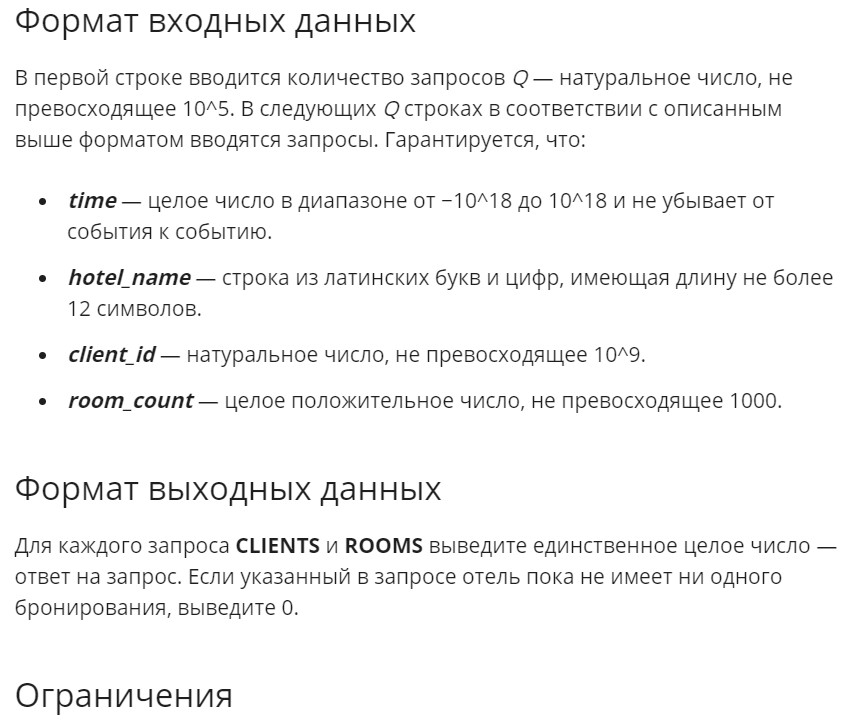 Формат входных данных
В первой строке вводится количество запросов Q — натуральное число, не
превосходящее 10^5. В следующих Q строках в соответствии с описанным
выше форматом вводятся запросы. Гарантируется, что:
• time — целое число в диапазоне от −10^18 до 10^18 и не убывает от
события к событию.
• hotel_name — строка из латинских букв и цифр, имеющая длину не более
12 символов.
• client_id — натуральное число, не превосходящее 10^9.
• room_count — целое положительное число, не превосходящее 1000.
Формат выходных данных
Для каждого запроса CLIENTS и ROOMS выведите единственное целое число —
ответ на запрос. Если указанный в запросе отель пока не имеет ни одного
бронирования, выведите 0.
Ограничения